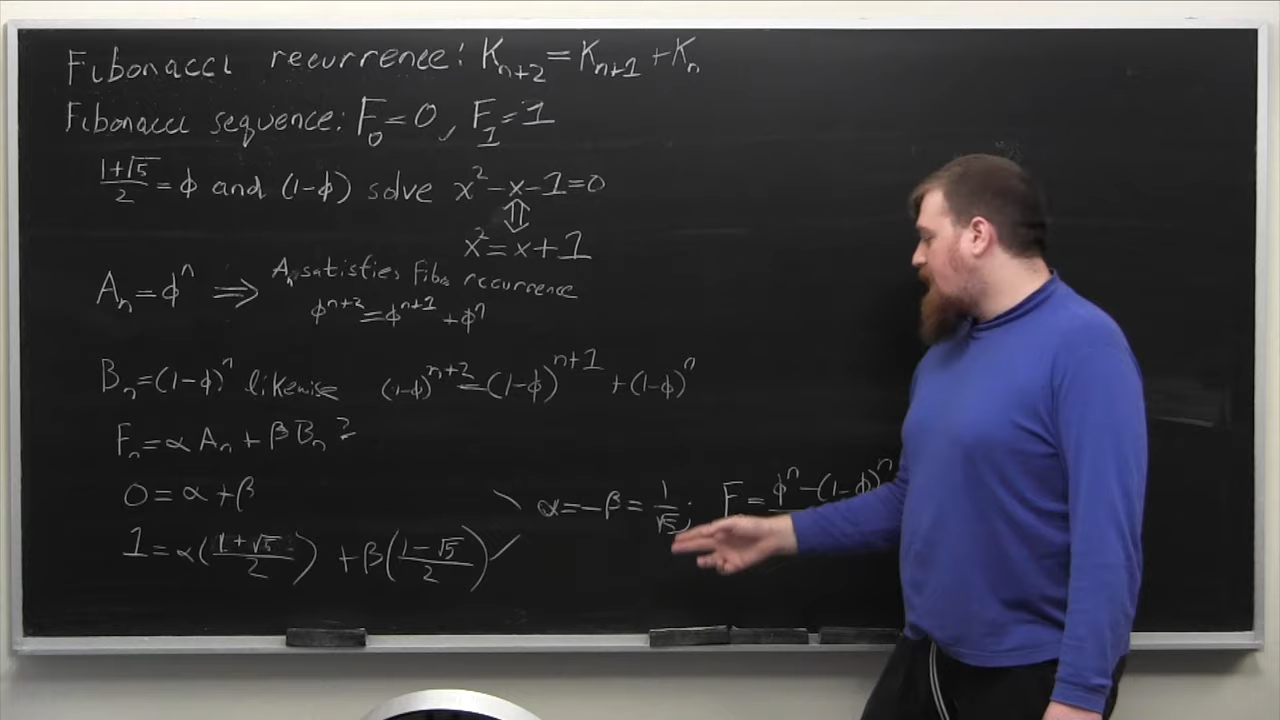 Fibonacci recurrence: K_{n+2} = K_{n+1} + K_n
Fibonacci sequence: F_0 = 0, F_1 = 1
(1+√5)/2 = φ and (1-φ) solve x² - x - 1 = 0
⇕
x² = x + 1
A_n = φ^n ⇒ A_n satisfies Fibo recurrence
φ^{n+2} = φ^{n+1} + φ^n
B_n = (1-φ)^n likewise (1-φ)^{n+2} = (1-φ)^{n+1} + (1-φ)^n
F_n = α A_n + β B_n ?
0 = α + β
1 = α((1+√5)/2) + β((1-√5)/2)
α = -β = 1/√5; F = φ^n - (1-φ)^n